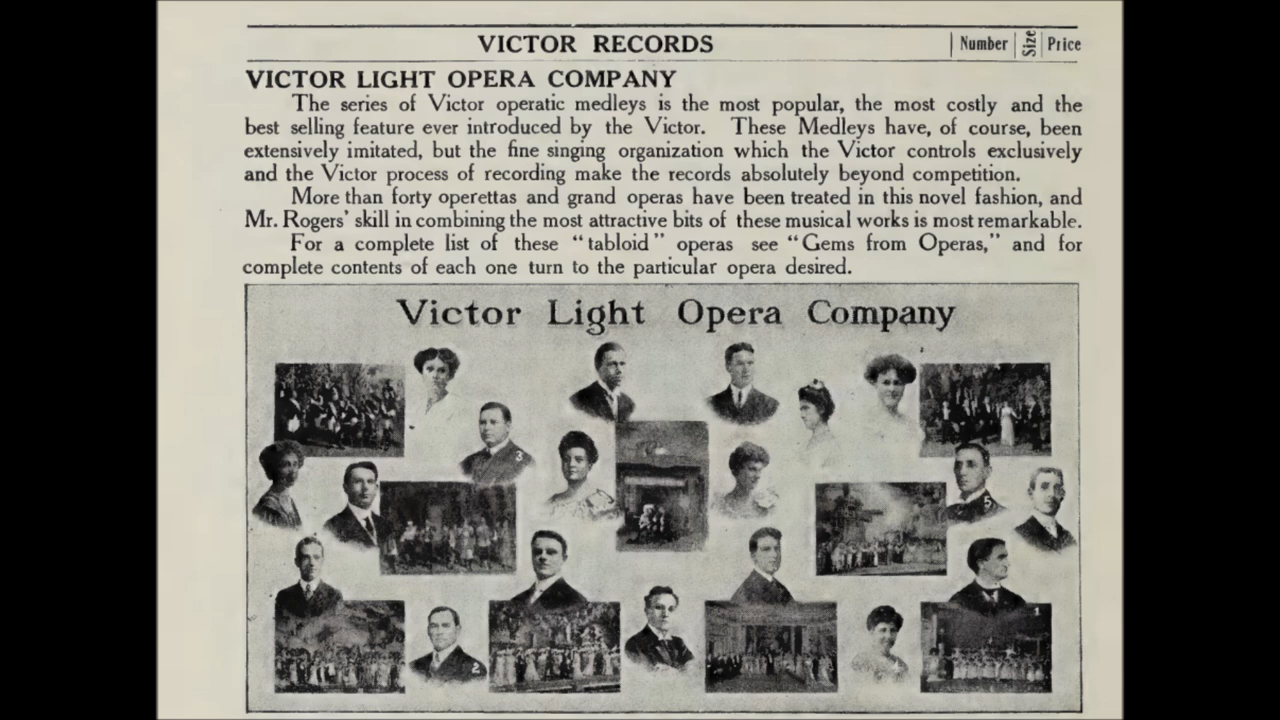 VICTOR RECORDS | Number | Size | Price
VICTOR LIGHT OPERA COMPANY
The series of Victor operatic medleys is the most popular, the most costly and the
best selling feature ever introduced by the Victor. These Medleys have, of course, been
extensively imitated, but the fine singing organization which the Victor controls exclusively
and the Victor process of recording make the records absolutely beyond competition.
More than forty operettas and grand operas have been treated in this novel fashion, and
Mr. Rogers' skill in combining the most attractive bits of these musical works is most remarkable.
For a complete list of these "tabloid" operas see "Gems from Operas," and for
complete contents of each one turn to the particular opera desired.
Victor Light Opera Company
3
5
1
2